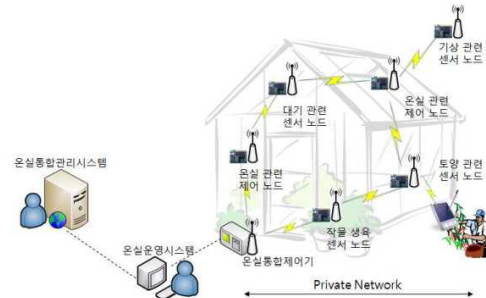 기상 관련
센서 노드
대기 관련
센서 노드
온실 관련
제어 노드
온실통합관리시스템
온실 관련
제어 노드
토양 관련
센서 노드
작물 생육
센서 노드
온실통합제어기
온실운영시스템
Private Network